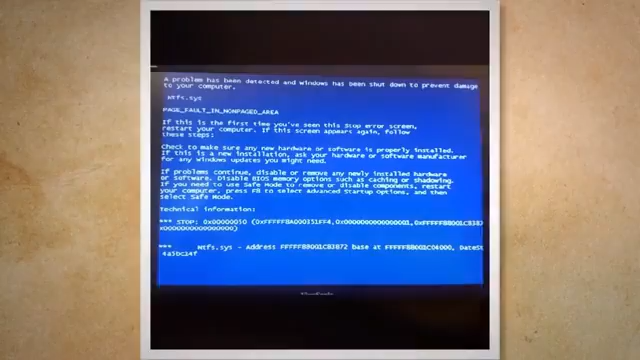 A problem has been detected and windows has been shut down to prevent damage
to your computer.
Ntfs.sys
PAGE_FAULT_IN_NONPAGED_AREA
If this is the first time you've seen this Stop error screen,
restart your computer. If this screen appears again, follow
these steps:
Check to make sure any new hardware or software is properly installed.
If this is a new installation, ask your hardware or software manufacturer
for any windows updates you might need.
If problems continue, disable or remove any newly installed hardware
or software. Disable BIOS memory options such as caching or shadowing.
If you need to use Safe Mode to remove or disable components, restart
your computer, press F8 to select Advanced Startup Options, and then
select Safe Mode.
Technical information:
*** STOP: 0x00000050
*** Ntfs.sys - Address base at DateSt